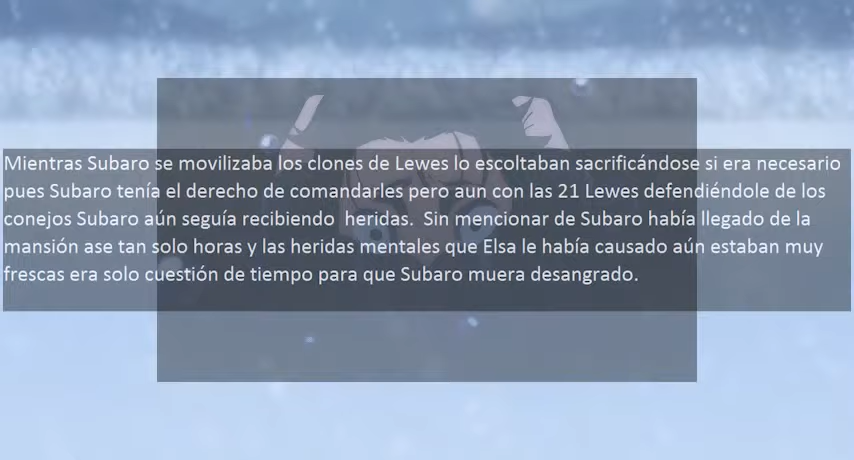 Mientras Subaro se movilizaba los clones de Lewes lo escoltaban sacrificándose si era necesario
pues Subaro tenía el derecho de comandarles pero aun con las 21 Lewes defendiéndole de los
conejos Subaro aún seguía recibiendo  heridas.  Sin mencionar de Subaro había llegado de la
mansión ase tan solo horas y las heridas mentales que Elsa le había causado aún estaban muy
frescas era solo cuestión de tiempo para que Subaro muera desangrado.